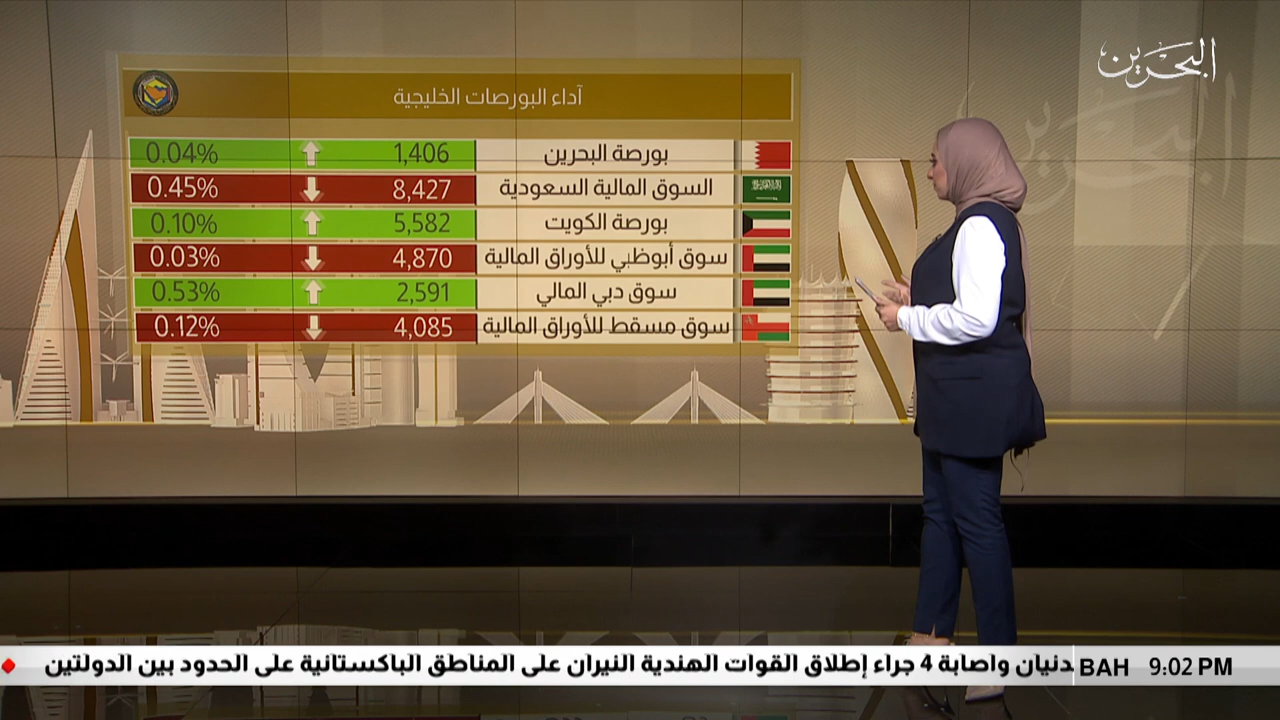 البحرين
آداء البورصات الخليجية
بورصة البحرين 1,406 0.04%
السوق المالية السعودية 8,427 0.45%
بورصة الكويت 5,582 0.10%
سوق أبوظبي للأوراق المالية 4,870 0.03%
سوق دبي المالي 2,591 0.53%
سوق مسقط للأوراق المالية 4,085 0.12%
واصابة 4 جراء إطلاق القوات الهندية النيران على المناطق الباكستانية على الحدود بين الدولتين
BAH 9:02 PM